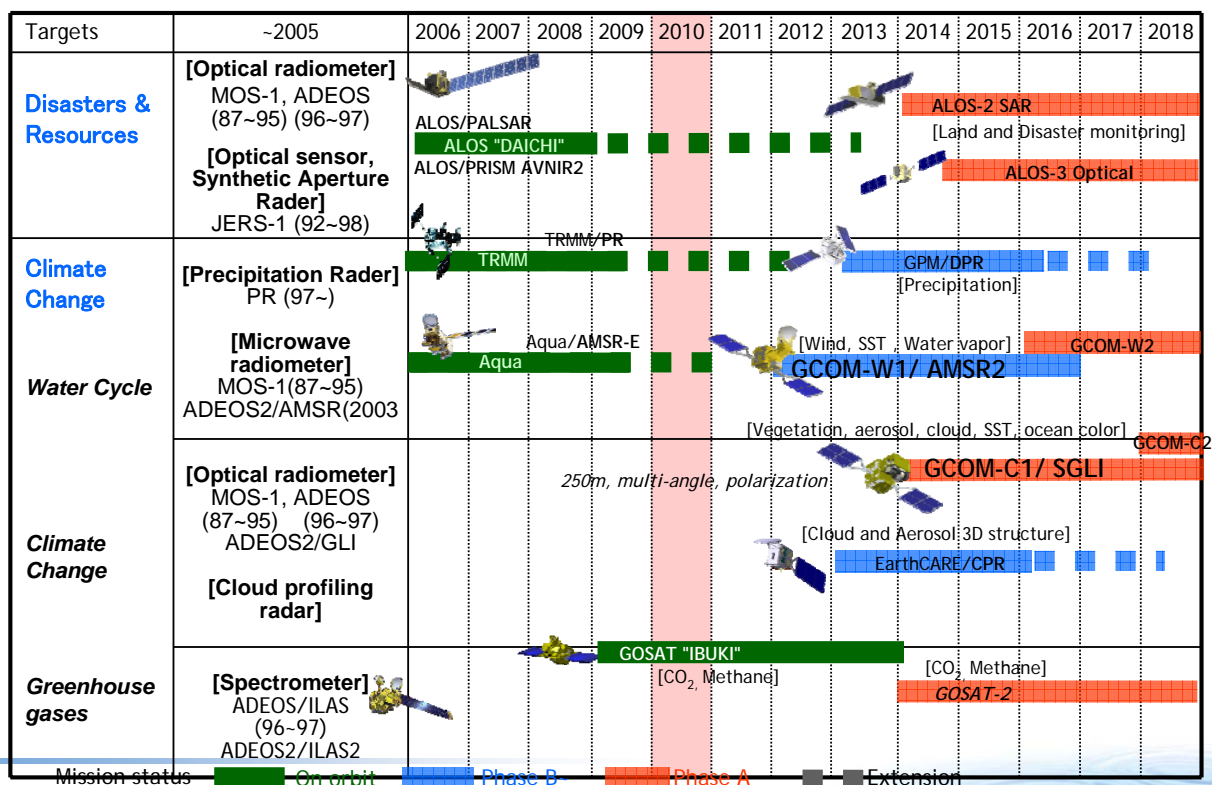 Targets ~2005 2006 2007 2008 2009 2010 2011 2012 2013 2014 2015 2016 2017 2018
Disasters &
Resources
[Optical radiometer]
MOS-1, ADEOS
(87~95) (96~97)
[Optical sensor,
Synthetic Aperture
Rader]
JERS-1 (92~98)
ALOS/PALSAR
ALOS "DAICHI"
ALOS/PRISM AVNIR2
ALOS-2 SAR
[Land and Disaster monitoring]
ALOS-3 Optical
Climate
Change
Water Cycle
[Precipitation Rader]
PR (97~)
[Microwave
radiometer]
MOS-1(87~95)
ADEOS2/AMSR(2003
TRMM/PR
TRMM
GPM/DPR
[Precipitation]
Aqua/AMSR-E
Aqua
[Wind, SST , Water vapor]
GCOM-W1/ AMSR2
GCOM-W2
Climate
Change
[Optical radiometer]
MOS-1, ADEOS
(87~95) (96~97)
ADEOS2/GLI
[Cloud profiling
radar]
[Vegetation, aerosol, cloud, SST, ocean color]
GCOM-C2
GCOM-C1/ SGLI
250m, multi-angle, polarization
[Cloud and Aerosol 3D structure]
EarthCARE/CPR
Greenhouse
gases
[Spectrometer]
ADEOS/ILAS
(96~97)
ADEOS2/ILAS2
GOSAT "IBUKI"
[CO2, Methane]
[CO2, Methane]
GOSAT-2
Mission status On orbit Phase B~ Phase A Extension